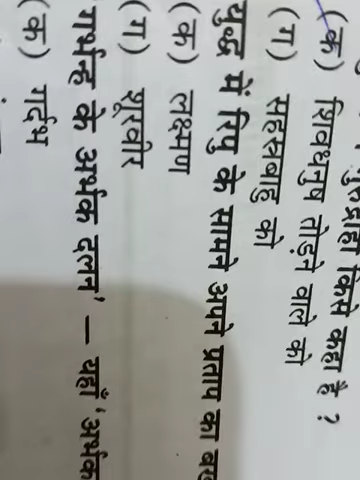 गुरुद्रोही किसे कहा है ?
(क) शिवधनुष तोड़ने वाले को
(ग) सहस्रबाहु को
युद्ध में रिपु के सामने अपने प्रताप का
(क) लक्ष्मण
(ग) शूरवीर
गर्भन्ह के अर्भक दलन’ — यहाँ ‘अर्भक
(क) गर्दभ